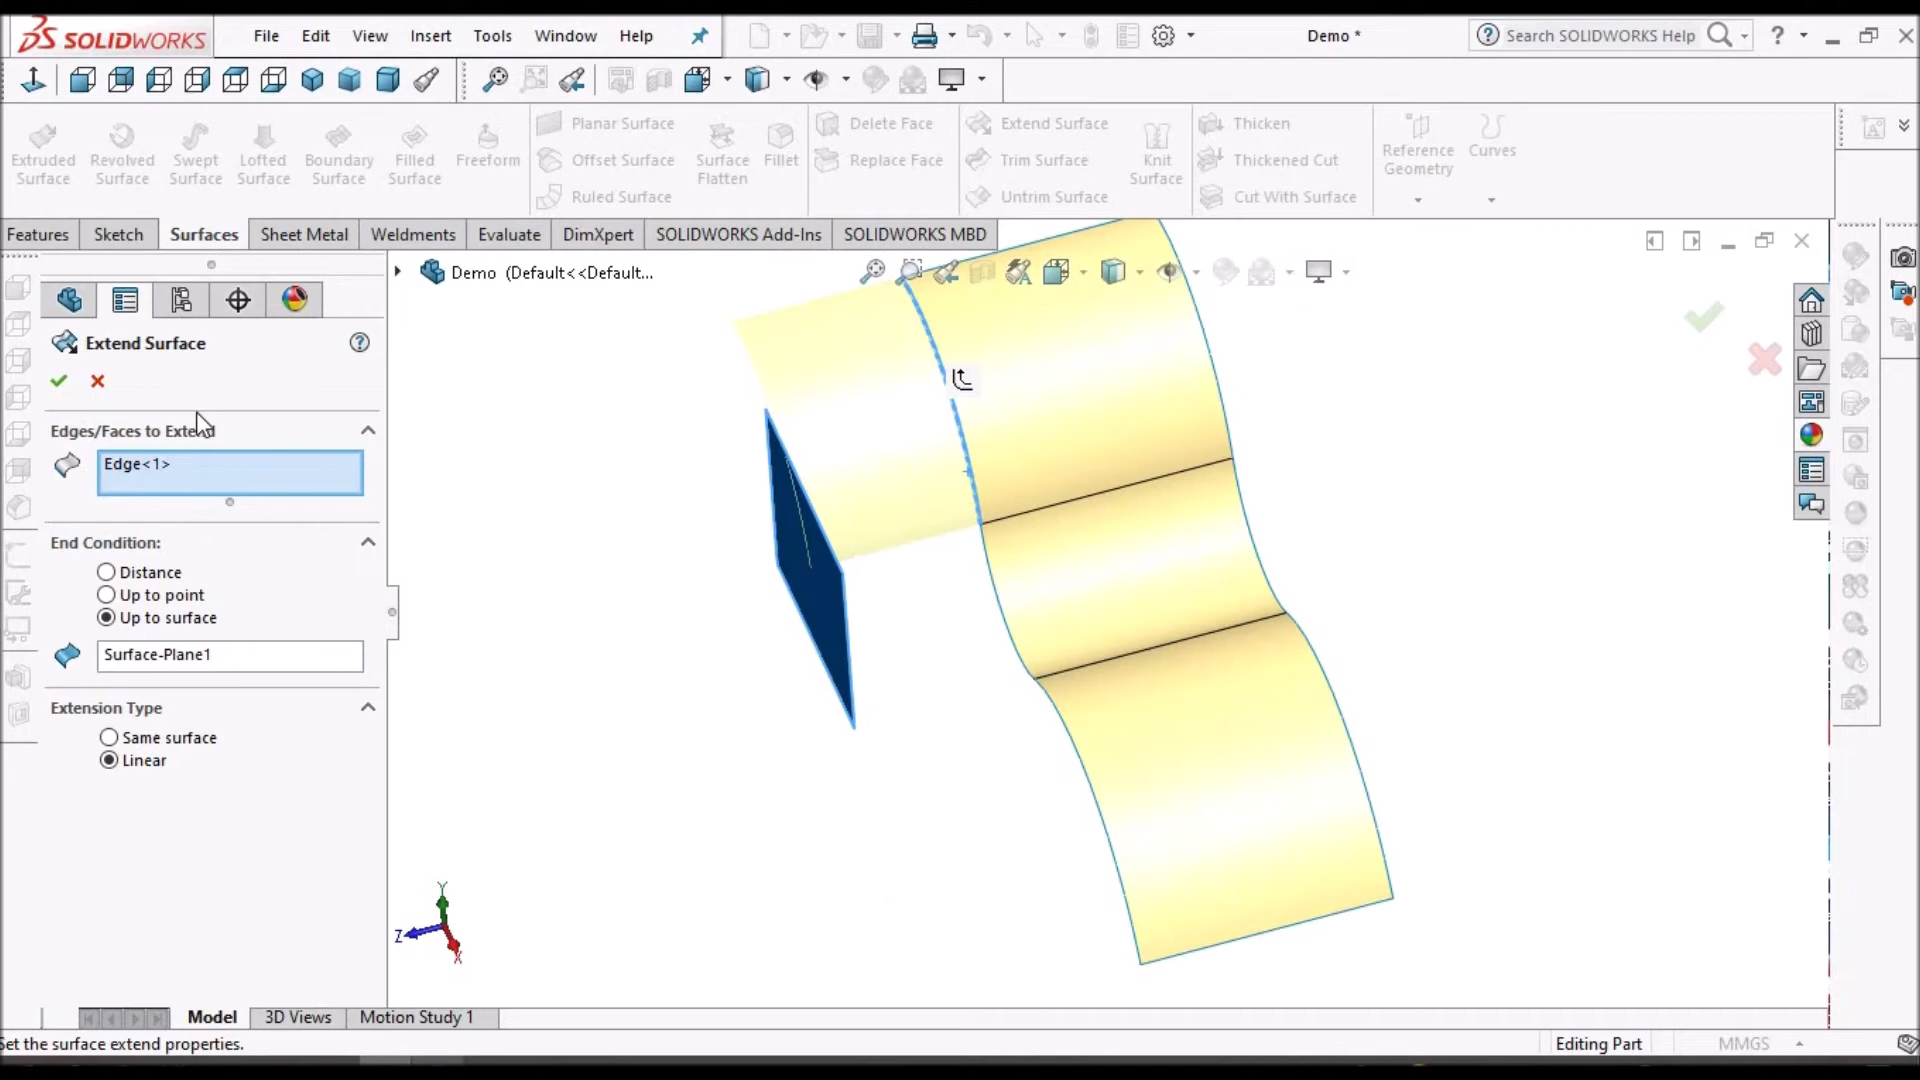 SOLIDWORKS File Edit View Insert Tools Window Help Demo * Search SOLIDWORKS Help ?
Extruded Surface
Revolved Surface
Swept Surface
Lofted Surface
Boundary Surface
Filled Surface
Freeform
Planar Surface
Offset Surface
Ruled Surface
Surface Flatten
Fillet
Delete Face
Replace Face
Extend Surface
Trim Surface
Untrim Surface
Knit Surface
Thicken
Thickened Cut
Cut With Surface
Reference Geometry
Curves
Features Sketch Surfaces Sheet Metal Weldments Evaluate DimXpert SOLIDWORKS Add-Ins SOLIDWORKS MBD
Demo (Default<<Default...
Extend Surface
Edges/Faces to Extend
Edge<1>
End Condition:
Distance
Up to point
Up to surface
Surface-Plane1
Extension Type
Same surface
Linear
Y
Z
X
Model 3D Views Motion Study 1
Set the surface extend properties. Editing Part MMGS